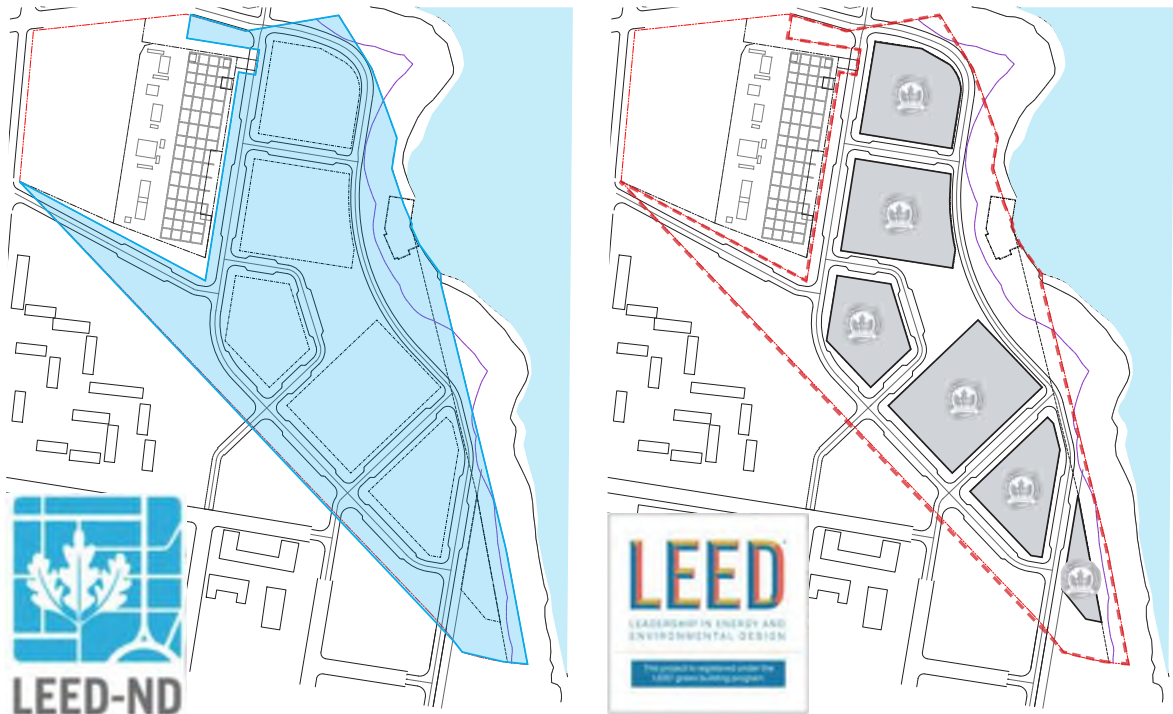 LEED-ND
LEED
LEADERSHIP IN ENERGY AND
ENVIRONMENTAL DESIGN
This project is registered under the
LEED green building program